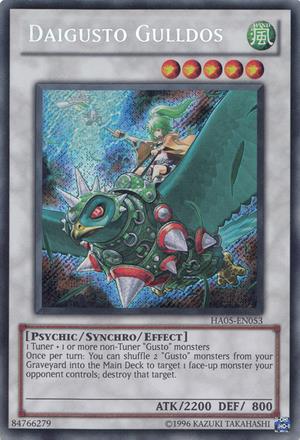 DAIGUSTO GULLDOS
WIND
風
HA05-EN053
[PSYCHIC/SYNCHRO/EFFECT]
1 Tuner + 1 or more non-Tuner "Gusto" monsters
Once per turn: You can shuffle 2 "Gusto" monsters from
your Graveyard into the Main Deck to target 1 face-up monster your
opponent controls; destroy that target.
ATK/2200 DEF/ 800
84766279
©1996 KAZUKI TAKAHASHI